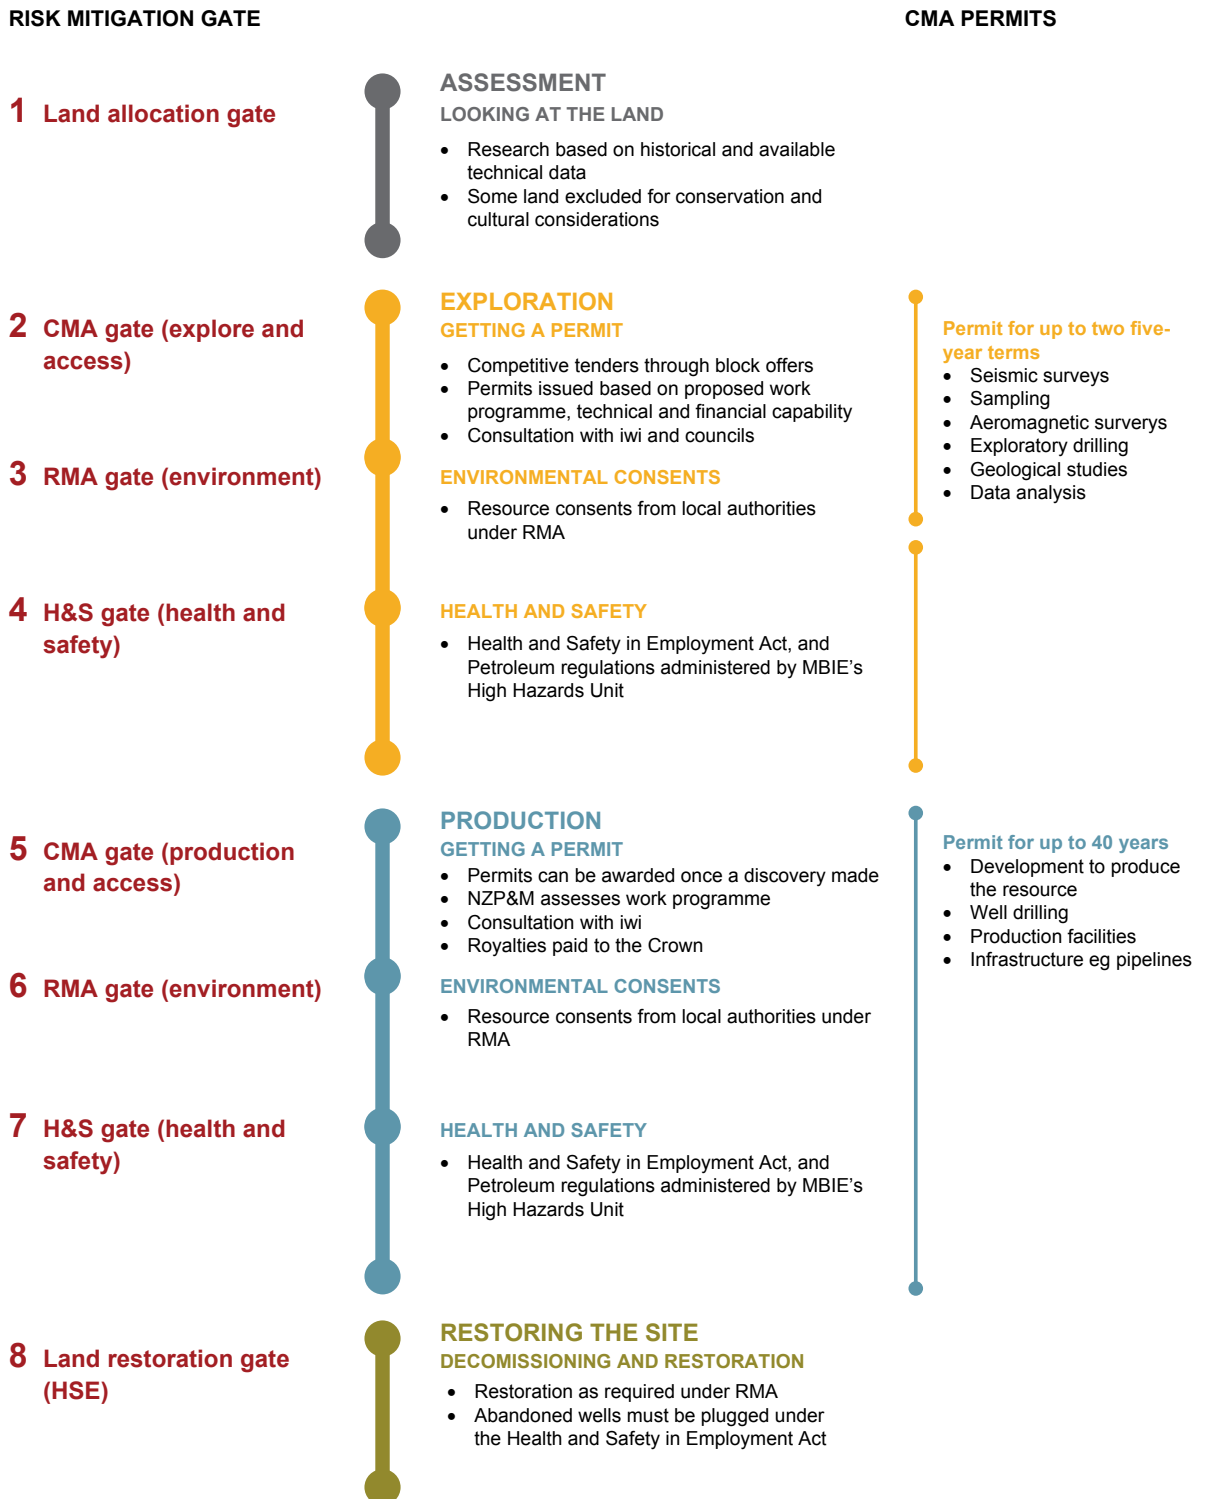 RISK MITIGATION GATE
CMA PERMITS
1 Land allocation gate
ASSESSMENT
LOOKING AT THE LAND
• Research based on historical and available
technical data
• Some land excluded for conservation and
cultural considerations
2 CMA gate (explore and
access)
EXPLORATION
GETTING A PERMIT
• Competitive tenders through block offers
• Permits issued based on proposed work
programme, technical and financial capability
• Consultation with iwi and councils
Permit for up to two five-
year terms
• Seismic surveys
• Sampling
• Aeromagnetic surverys
• Exploratory drilling
• Geological studies
• Data analysis
3 RMA gate (environment)
ENVIRONMENTAL CONSENTS
• Resource consents from local authorities
under RMA
4 H&S gate (health and
safety)
HEALTH AND SAFETY
• Health and Safety in Employment Act, and
Petroleum regulations administered by MBIE’s
High Hazards Unit
5 CMA gate (production
and access)
PRODUCTION
GETTING A PERMIT
• Permits can be awarded once a discovery made
• NZP&M assesses work programme
• Consultation with iwi
• Royalties paid to the Crown
Permit for up to 40 years
• Development to produce
the resource
• Well drilling
• Production facilities
• Infrastructure eg pipelines
6 RMA gate (environment)
ENVIRONMENTAL CONSENTS
• Resource consents from local authorities under
RMA
7 H&S gate (health and
safety)
HEALTH AND SAFETY
• Health and Safety in Employment Act, and
Petroleum regulations administered by MBIE’s
High Hazards Unit
8 Land restoration gate
(HSE)
RESTORING THE SITE
DECOMISSIONING AND RESTORATION
• Restoration as required under RMA
• Abandoned wells must be plugged under
the Health and Safety in Employment Act